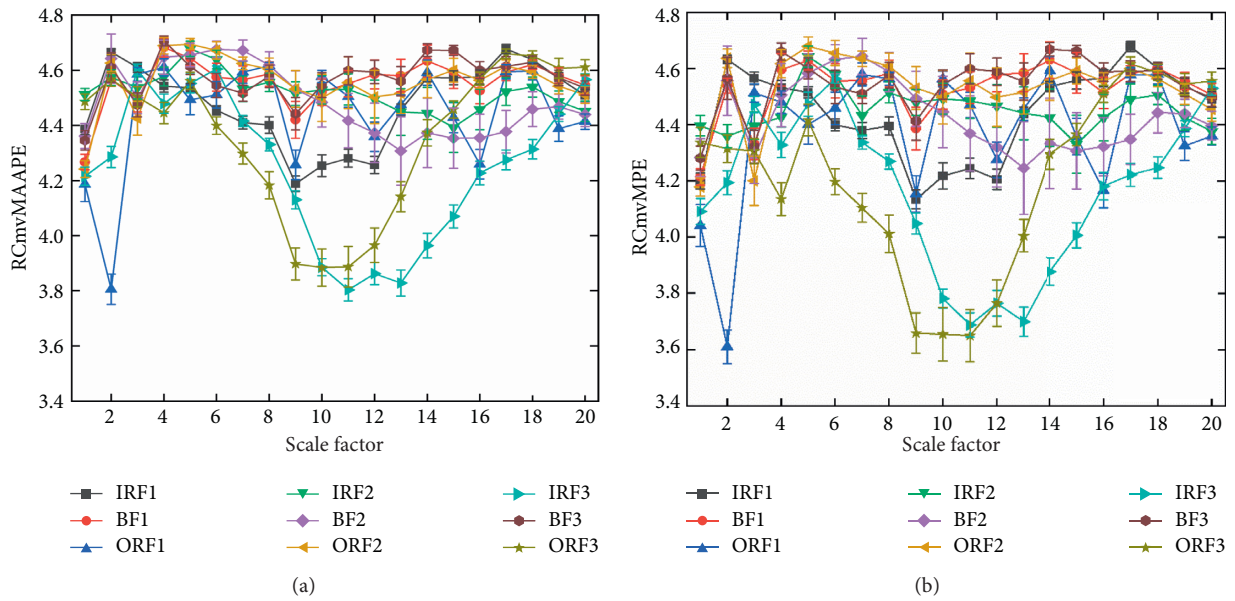 RCmvMAAPE
4.8
4.6
4.4
4.2
4.0
3.8
3.6
3.4
2 4 6 8 10 12 14 16 18 20
Scale factor
IRF1 IRF2 IRF3
BF1 BF2 BF3
ORF1 ORF2 ORF3
(a)
RCmvMPE
4.8
4.6
4.4
4.2
4.0
3.8
3.6
3.4
2 4 6 8 10 12 14 16 18 20
Scale factor
IRF1 IRF2 IRF3
BF1 BF2 BF3
ORF1 ORF2 ORF3
(b)